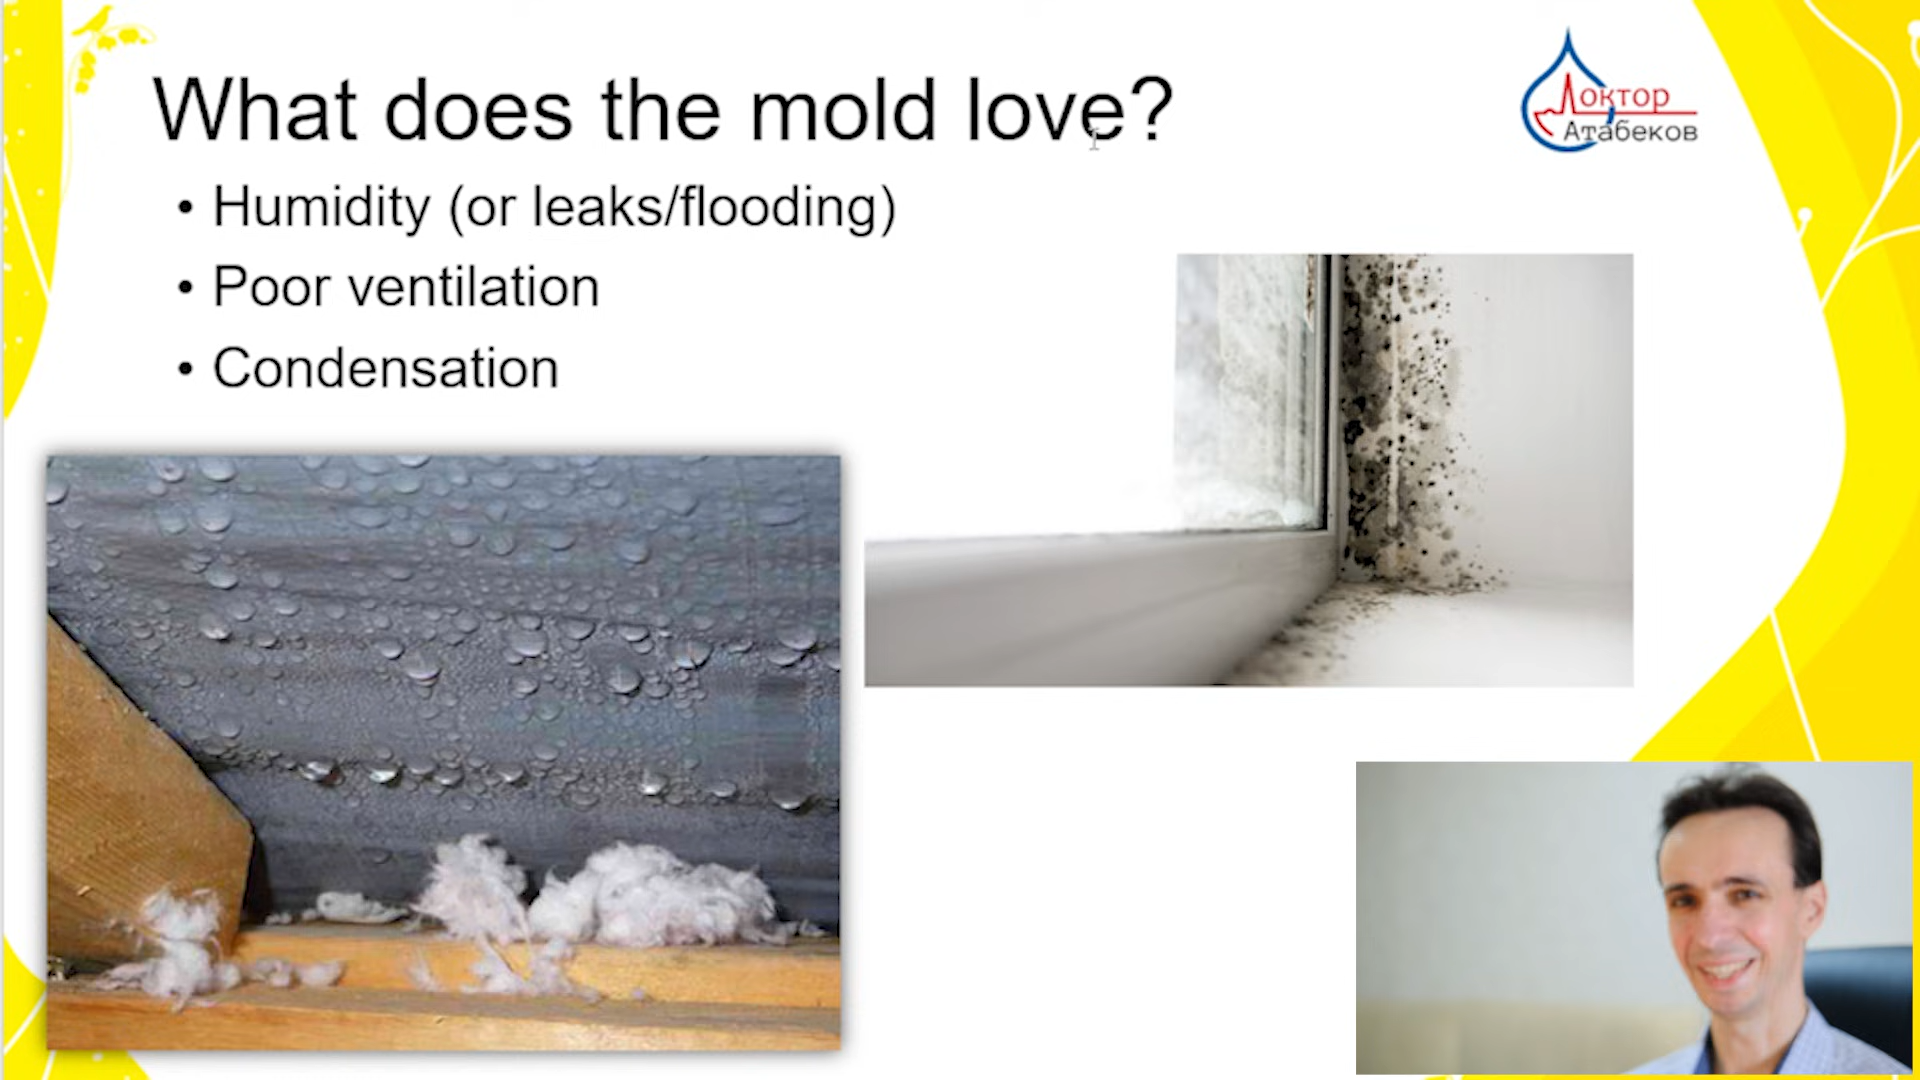 What does the mold love?
Доктор
Атабеков
• Humidity (or leaks/flooding)
• Poor ventilation
• Condensation